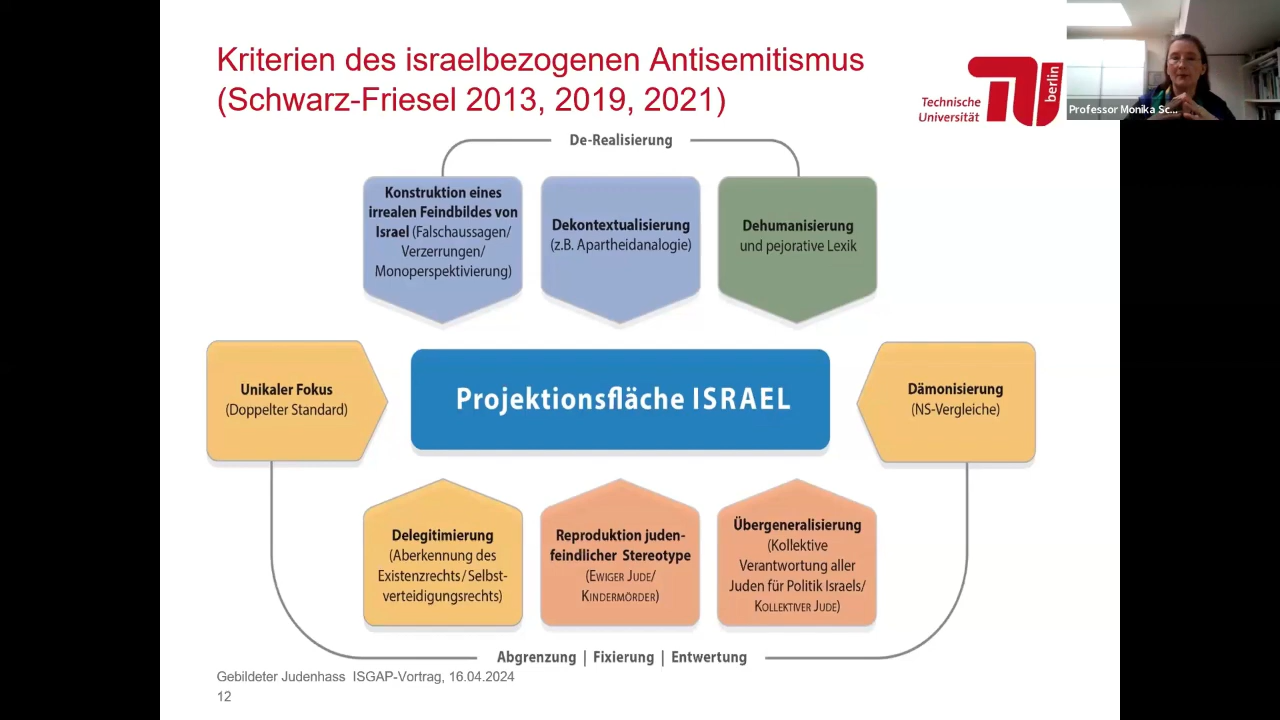 Kriterien des israelbezogenen Antisemitismus
(Schwarz-Friesel 2013, 2019, 2021)
Technische
Universität
berlin
Professor Monika Sc...
De-Realisierung
Konstruktion eines
irrealen Feindbildes von
Israel (Falschaussagen/
Verzerrungen/
Monoperspektivierung)
Dekontextualisierung
(z.B. Apartheidanalogie)
Dehumanisierung
und pejorative Lexik
Unikaler Fokus
(Doppelter Standard)
Projektionsfläche ISRAEL
Dämonisierung
(NS-Vergleiche)
Delegitimierung
(Aberkennung des
Existenzrechts/Selbst-
verteidigungsrechts)
Reproduktion juden-
feindlicher Stereotype
(EWIGER JUDE/
KINDERMÖRDER)
Übergeneralisierung
(Kollektive
Verantwortung aller
Juden für Politik Israels/
KOLLEKTIVER JUDE)
Abgrenzung | Fixierung | Entwertung
Gebildeter Judenhass ISGAP-Vortrag, 16.04.2024
12